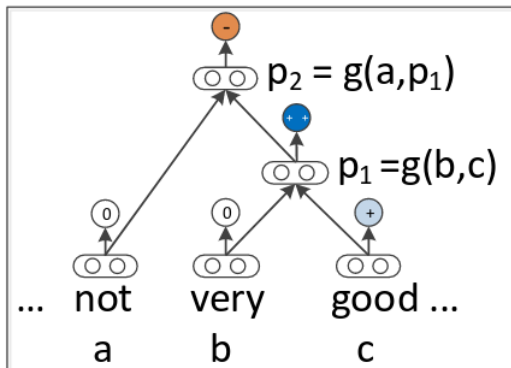 -
p₂ = g(a,p₁)
+ +
p₁ =g(b,c)
0 0 +
... not very good ...
a b c